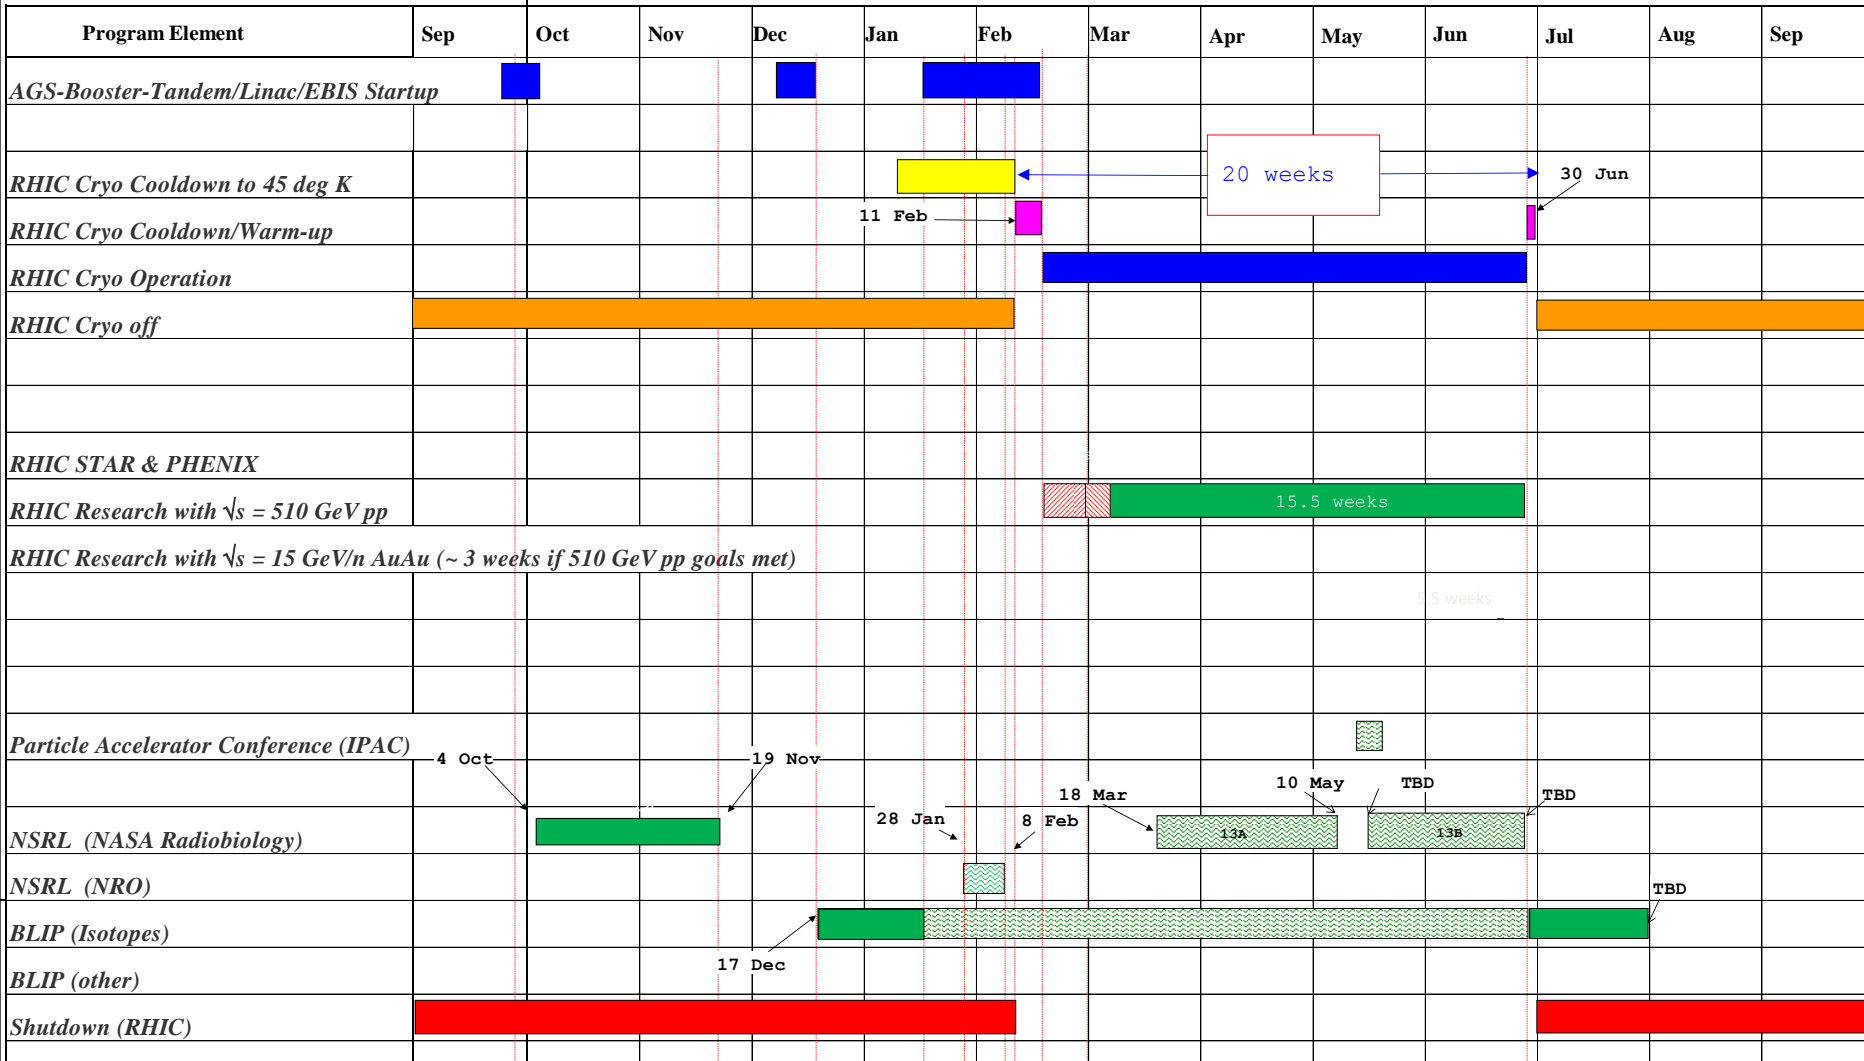 Program Element Sep Oct Nov Dec Jan Feb Mar Apr May Jun Jul Aug Sep
AGS-Booster-Tandem/Linac/EBIS Startup
RHIC Cryo Cooldown to 45 deg K
20 weeks
30 Jun
RHIC Cryo Cooldown/Warm-up
11 Feb
RHIC Cryo Operation
RHIC Cryo off
RHIC STAR & PHENIX
RHIC Research with √s = 510 GeV pp
15.5 weeks
RHIC Research with √s = 15 GeV/n AuAu (~ 3 weeks if 510 GeV pp goals met)
5.5 weeks
Particle Accelerator Conference (IPAC)
4 Oct
19 Nov
28 Jan
8 Feb
18 Mar
10 May
TBD
TBD
NSRL (NASA Radiobiology)
13A
13B
NSRL (NRO)
TBD
BLIP (Isotopes)
17 Dec
BLIP (other)
Shutdown (RHIC)